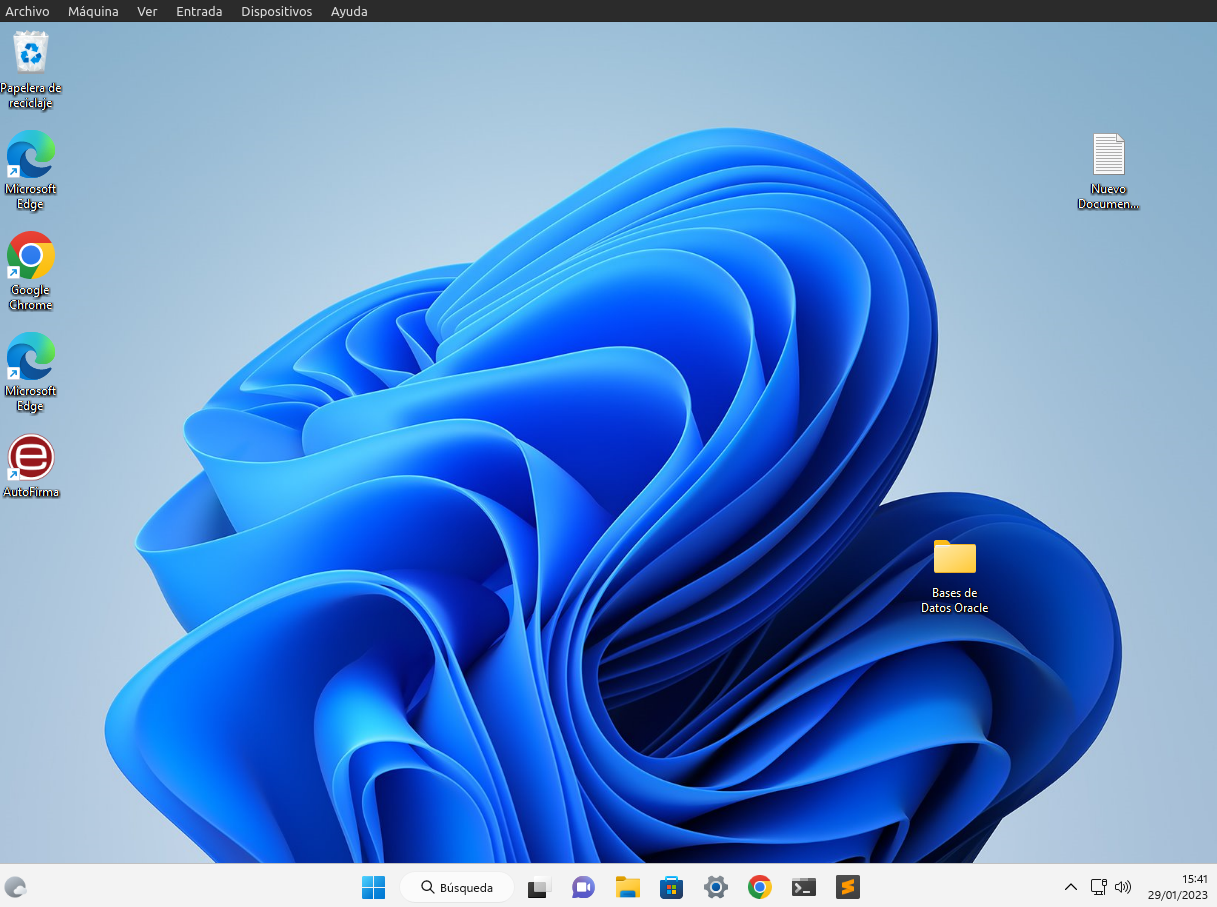 Archivo Máquina Ver Entrada Dispositivos Ayuda
Papelera de
reciclaje
Microsoft
Edge
Google
Chrome
Microsoft
Edge
AutoFirma
Nuevo
Documen...
Bases de
Datos Oracle
Búsqueda
15:41
29/01/2023